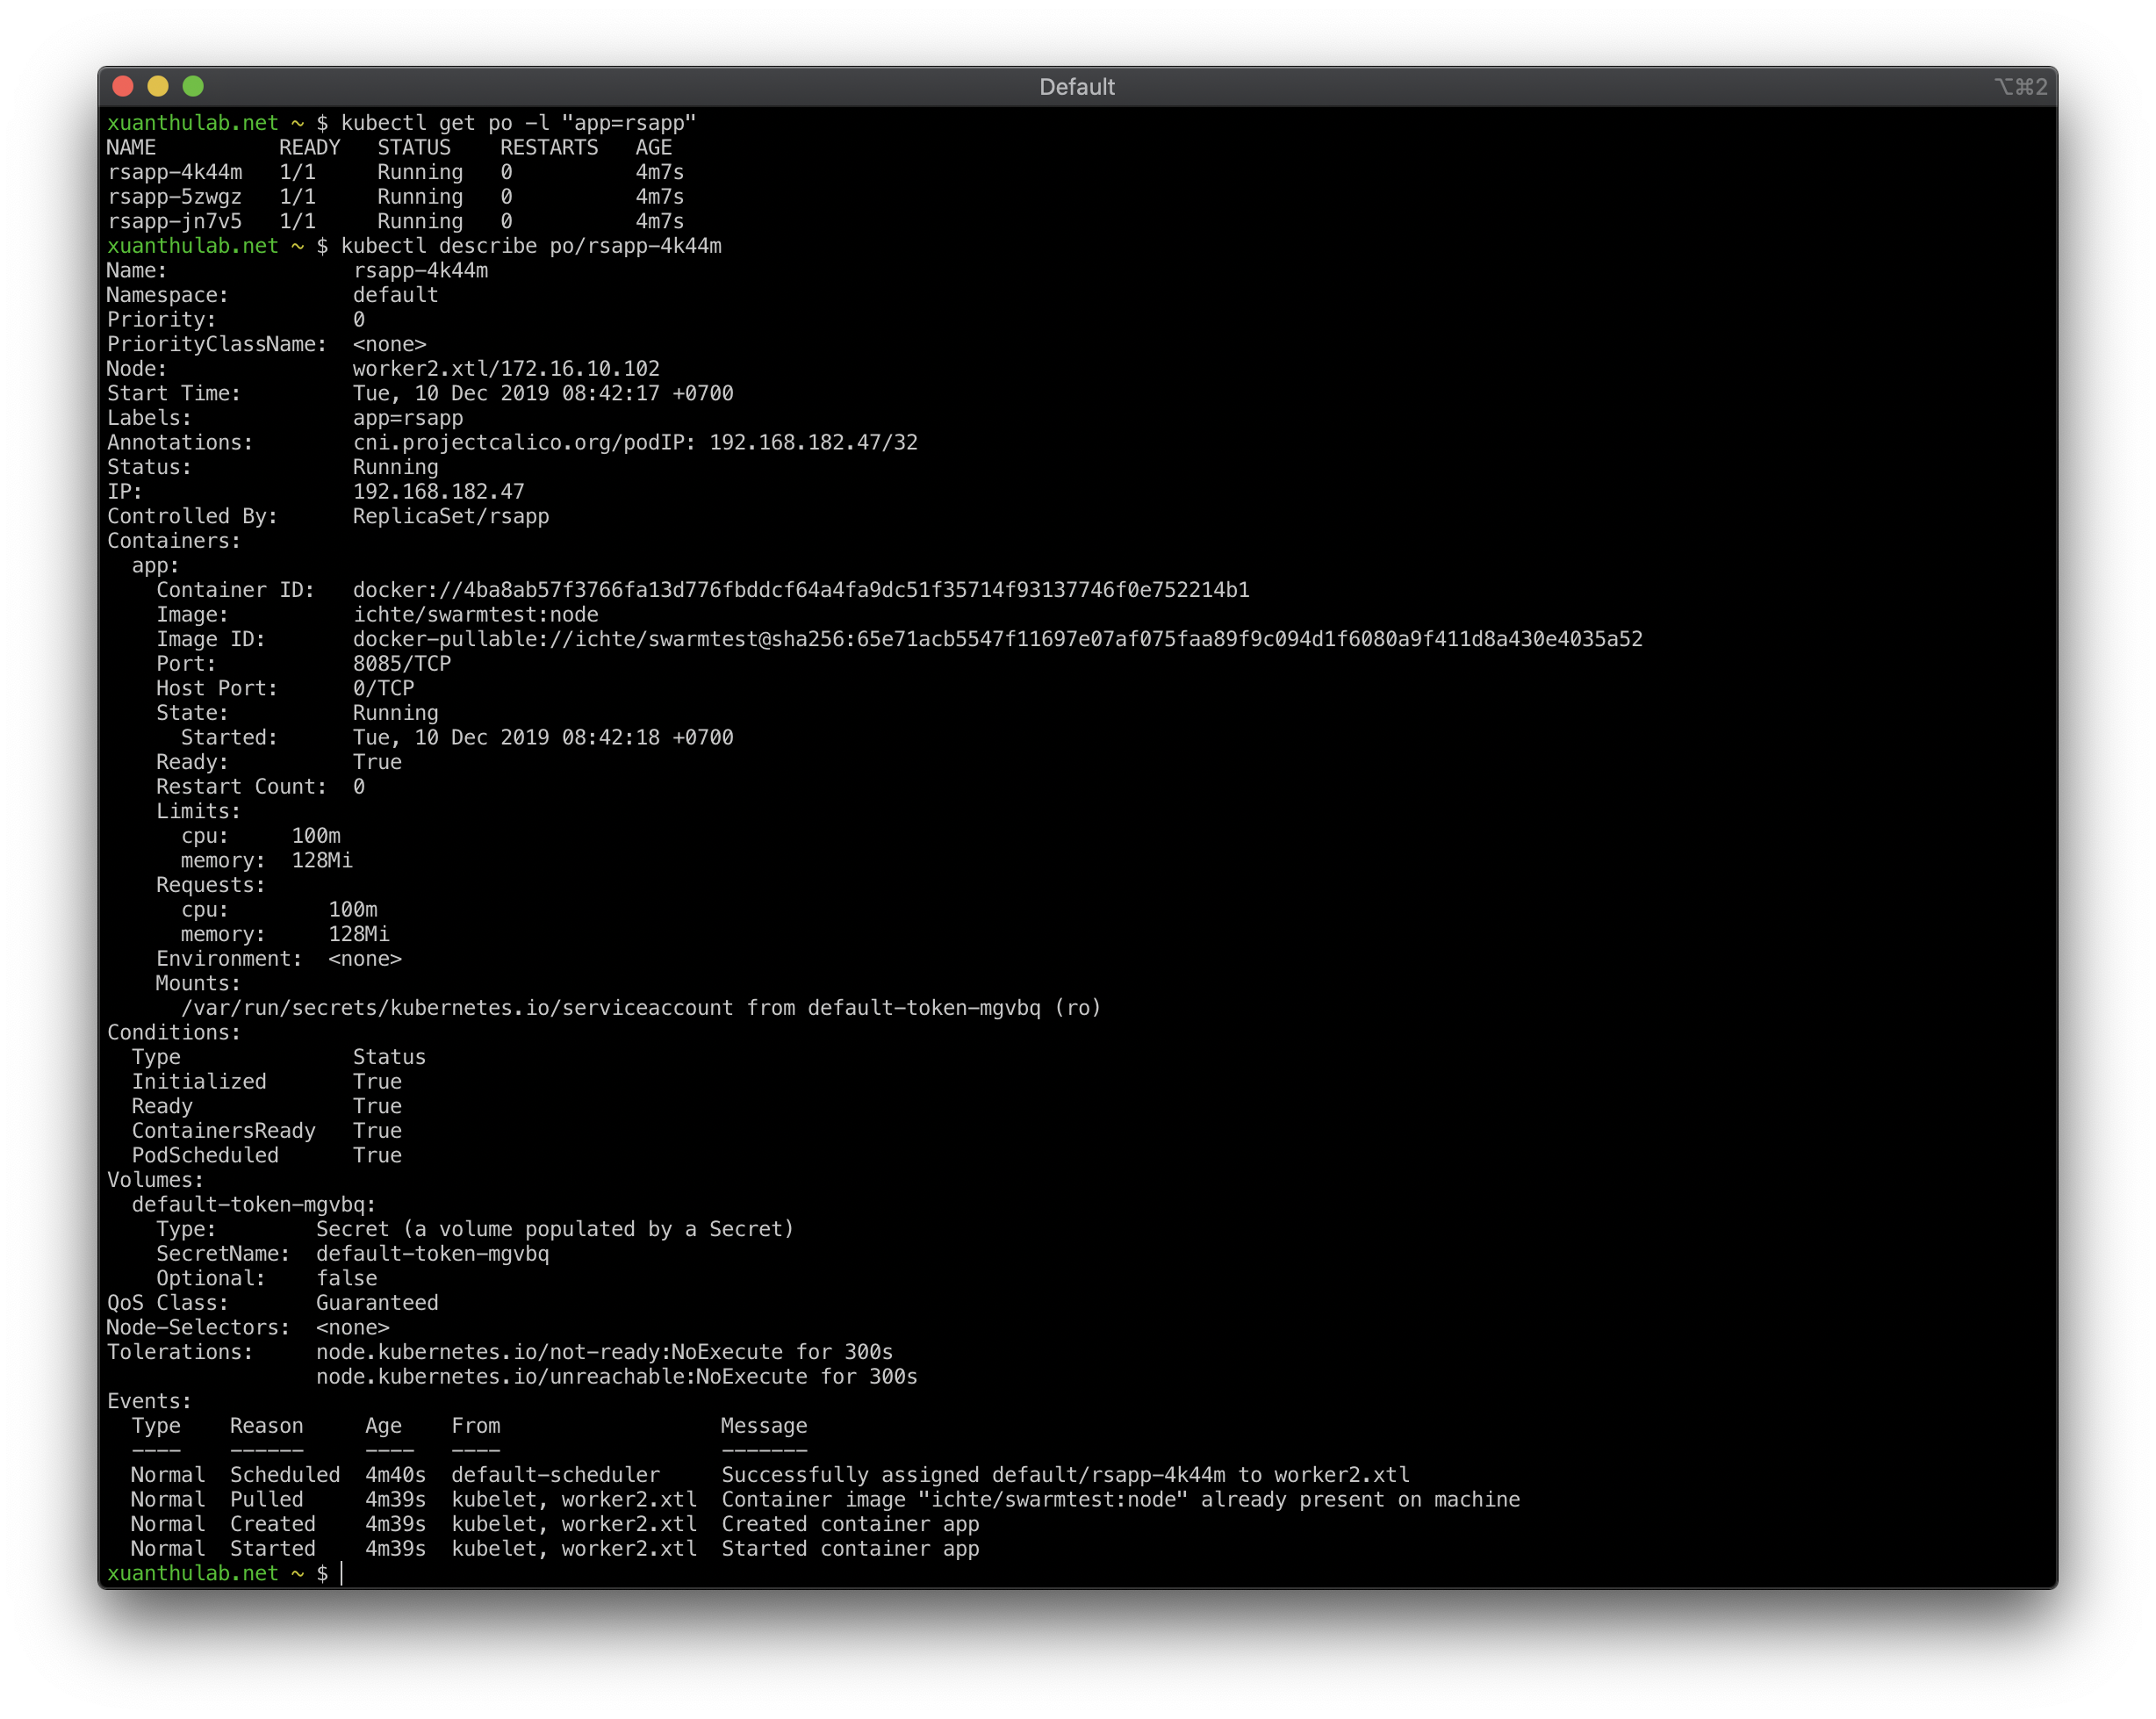 Default
⌥⌘2
xuanthulab.net ~ $ kubectl get po -l "app=rsapp"
NAME          READY   STATUS    RESTARTS   AGE
rsapp-4k44m   1/1     Running   0          4m7s
rsapp-5zwgz   1/1     Running   0          4m7s
rsapp-jn7v5   1/1     Running   0          4m7s
xuanthulab.net ~ $ kubectl describe po/rsapp-4k44m
Name:               rsapp-4k44m
Namespace:          default
Priority:           0
PriorityClassName:  <none>
Node:               worker2.xtl/172.16.10.102
Start Time:         Tue, 10 Dec 2019 08:42:17 +0700
Labels:             app=rsapp
Annotations:        cni.projectcalico.org/podIP: 192.168.182.47/32
Status:             Running
IP:                 192.168.182.47
Controlled By:      ReplicaSet/rsapp
Containers:
  app:
    Container ID:   docker://4ba8ab57f3766fa13d776fbddcf64a4fa9dc51f35714f93137746f0e752214b1
    Image:          ichte/swarmtest:node
    Image ID:       docker-pullable://ichte/swarmtest@sha256:65e71acb5547f11697e07af075faa89f9c094d1f6080a9f411d8a430e4035a52
    Port:           8085/TCP
    Host Port:      0/TCP
    State:          Running
      Started:      Tue, 10 Dec 2019 08:42:18 +0700
    Ready:          True
    Restart Count:  0
    Limits:
      cpu:     100m
      memory:  128Mi
    Requests:
      cpu:        100m
      memory:     128Mi
    Environment:  <none>
    Mounts:
      /var/run/secrets/kubernetes.io/serviceaccount from default-token-mgvbq (ro)
Conditions:
  Type              Status
  Initialized       True
  Ready             True
  ContainersReady   True
  PodScheduled      True
Volumes:
  default-token-mgvbq:
    Type:        Secret (a volume populated by a Secret)
    SecretName:  default-token-mgvbq
    Optional:    false
QoS Class:       Guaranteed
Node-Selectors:  <none>
Tolerations:     node.kubernetes.io/not-ready:NoExecute for 300s
                 node.kubernetes.io/unreachable:NoExecute for 300s
Events:
  Type    Reason     Age   From                  Message
  ----    ------     ----  ----                  -------
  Normal  Scheduled  4m40s  default-scheduler     Successfully assigned default/rsapp-4k44m to worker2.xtl
  Normal  Pulled     4m39s  kubelet, worker2.xtl  Container image "ichte/swarmtest:node" already present on machine
  Normal  Created    4m39s  kubelet, worker2.xtl  Created container app
  Normal  Started    4m39s  kubelet, worker2.xtl  Started container app
xuanthulab.net ~ $